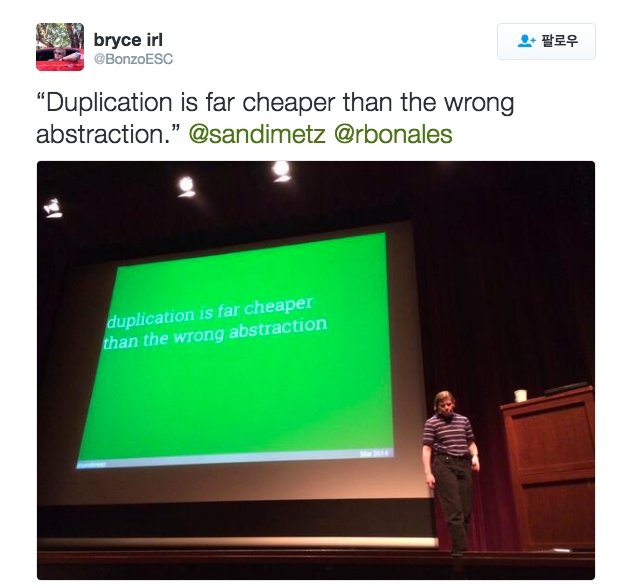 bryce irl
@BonzoESC
팔로우
“Duplication is far cheaper than the wrong
abstraction.” @sandimetz @rbonales
duplication is far cheaper
than the wrong abstraction
@sandimetz
Mar 2014